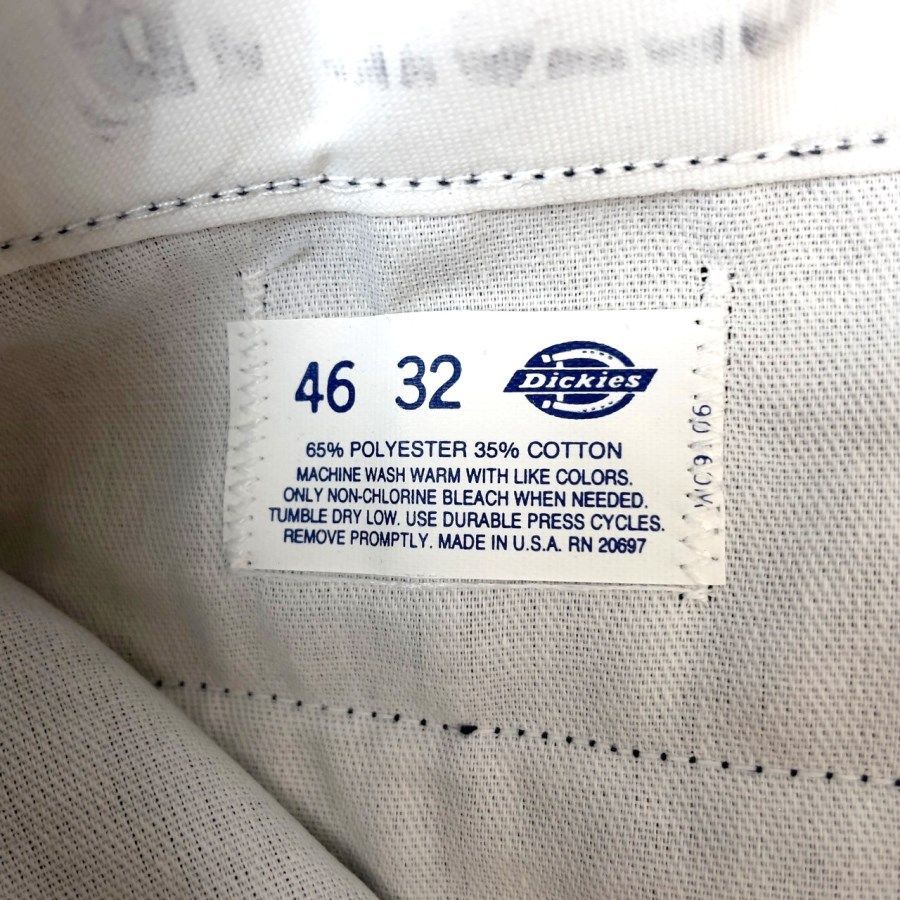 46 32 Dickies
65% POLYESTER 35% COTTON
MACHINE WASH WARM WITH LIKE COLORS.
ONLY NON-CHLORINE BLEACH WHEN NEEDED.
TUMBLE DRY LOW. USE DURABLE PRESS CYCLES.
REMOVE PROMPTLY. MADE IN U.S.A. RN 20697
WC9106